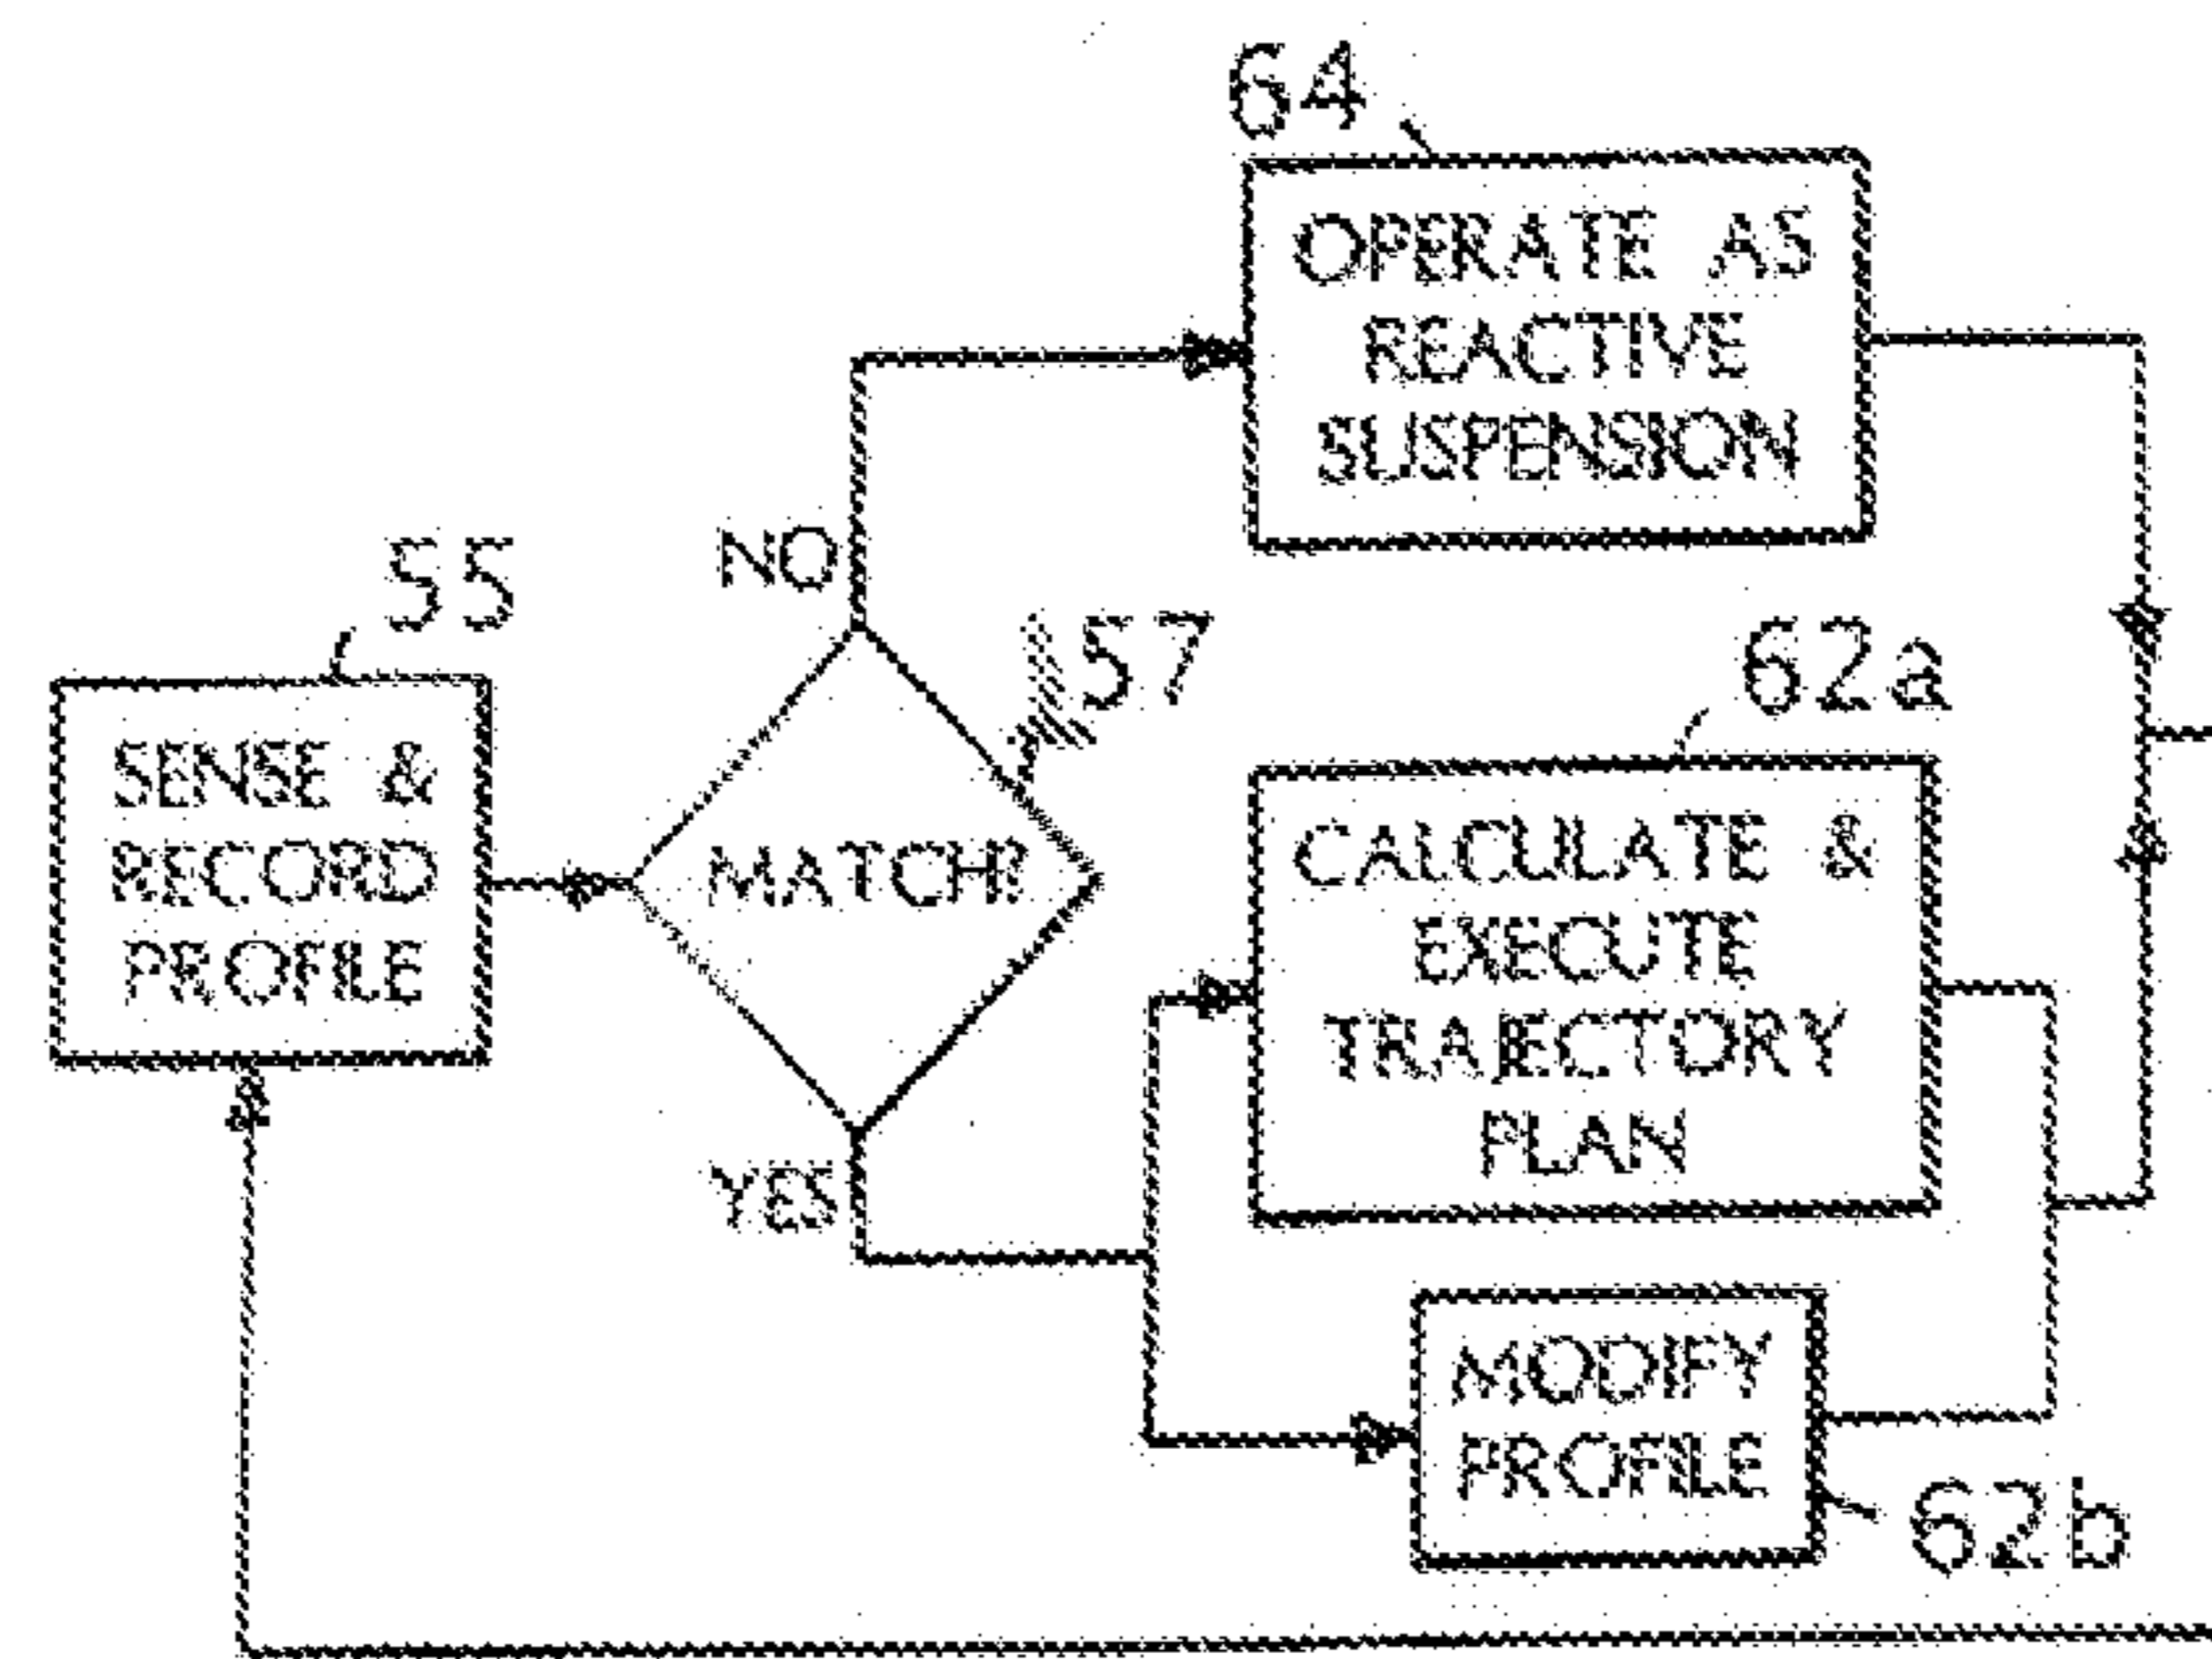 64
OPERATE AS
REACTIVE
SUSPENSION
NO
55
57
62a
SENSE &
RECORD
PROFILE
MATCH?
CALCULATE &
EXECUTE
TRAJECTORY
PLAN
YES
MODIFY
PROFILE
62b